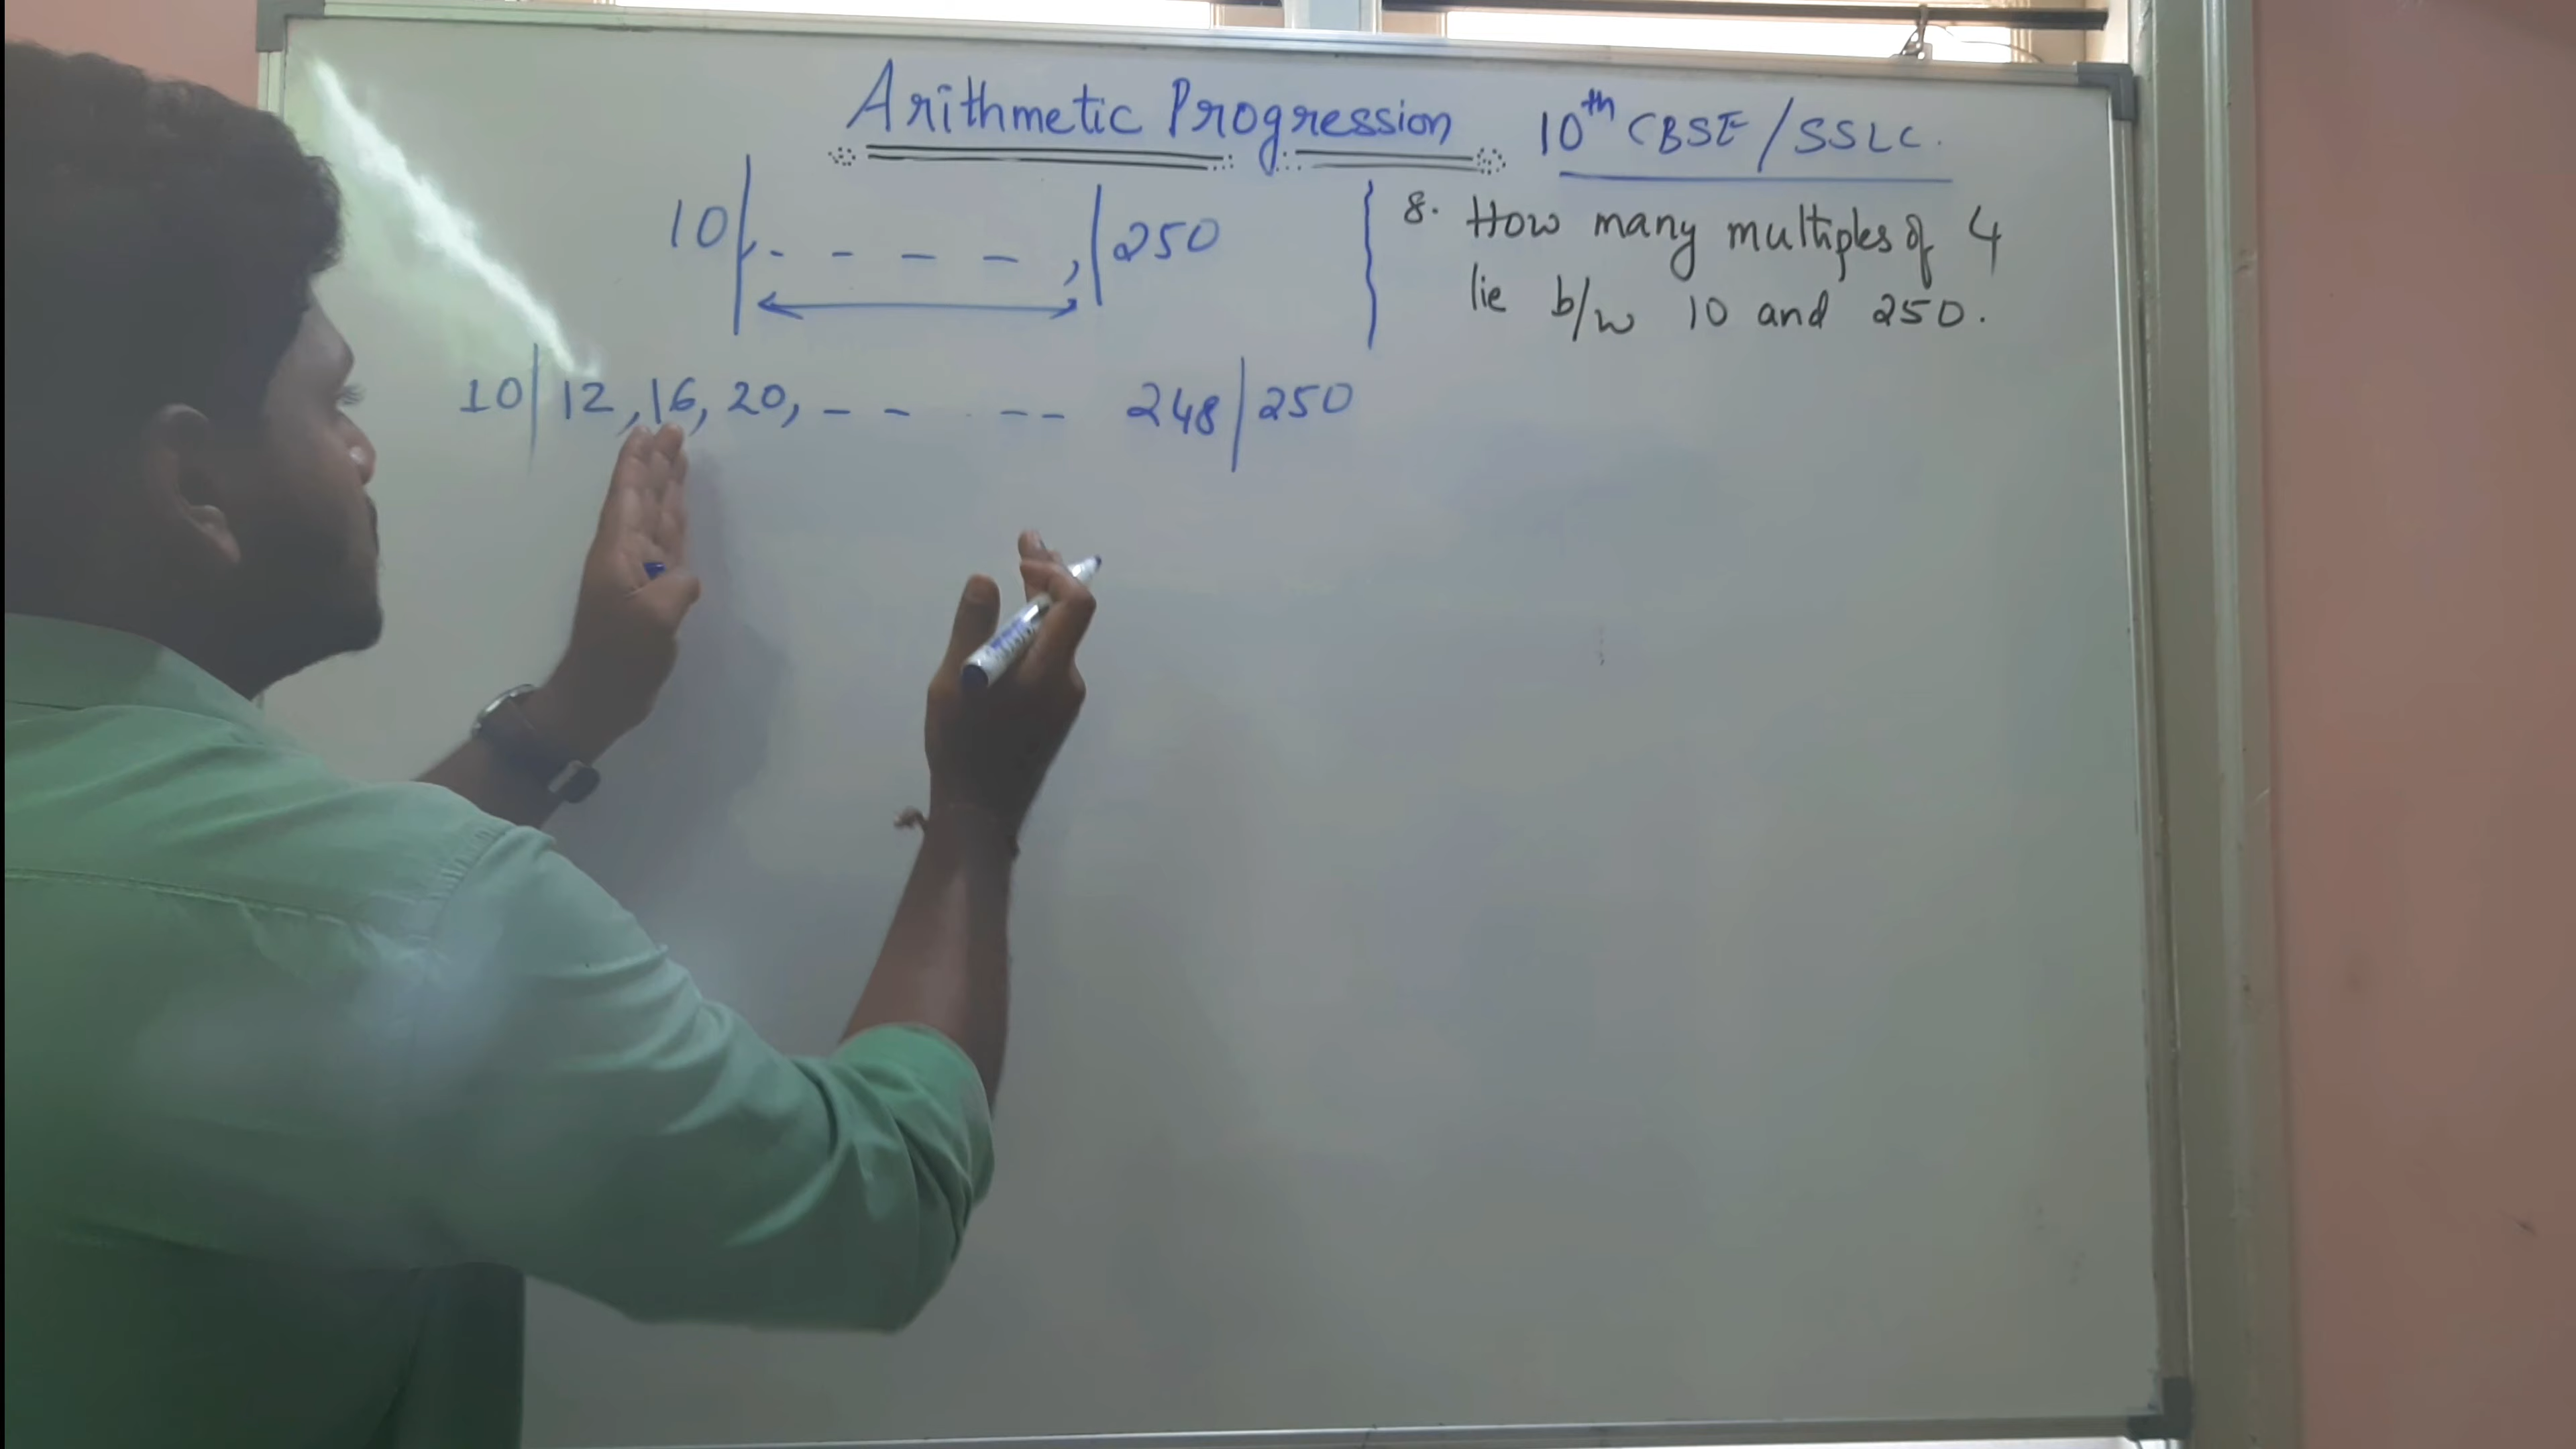 Arithmetic Progression 10th CBSE/SSLC.
10|, - - - - ,|250
8. How many multiples of 4
lie b/w 10 and 250.
10|12, 16, 20, - - - - 248|250